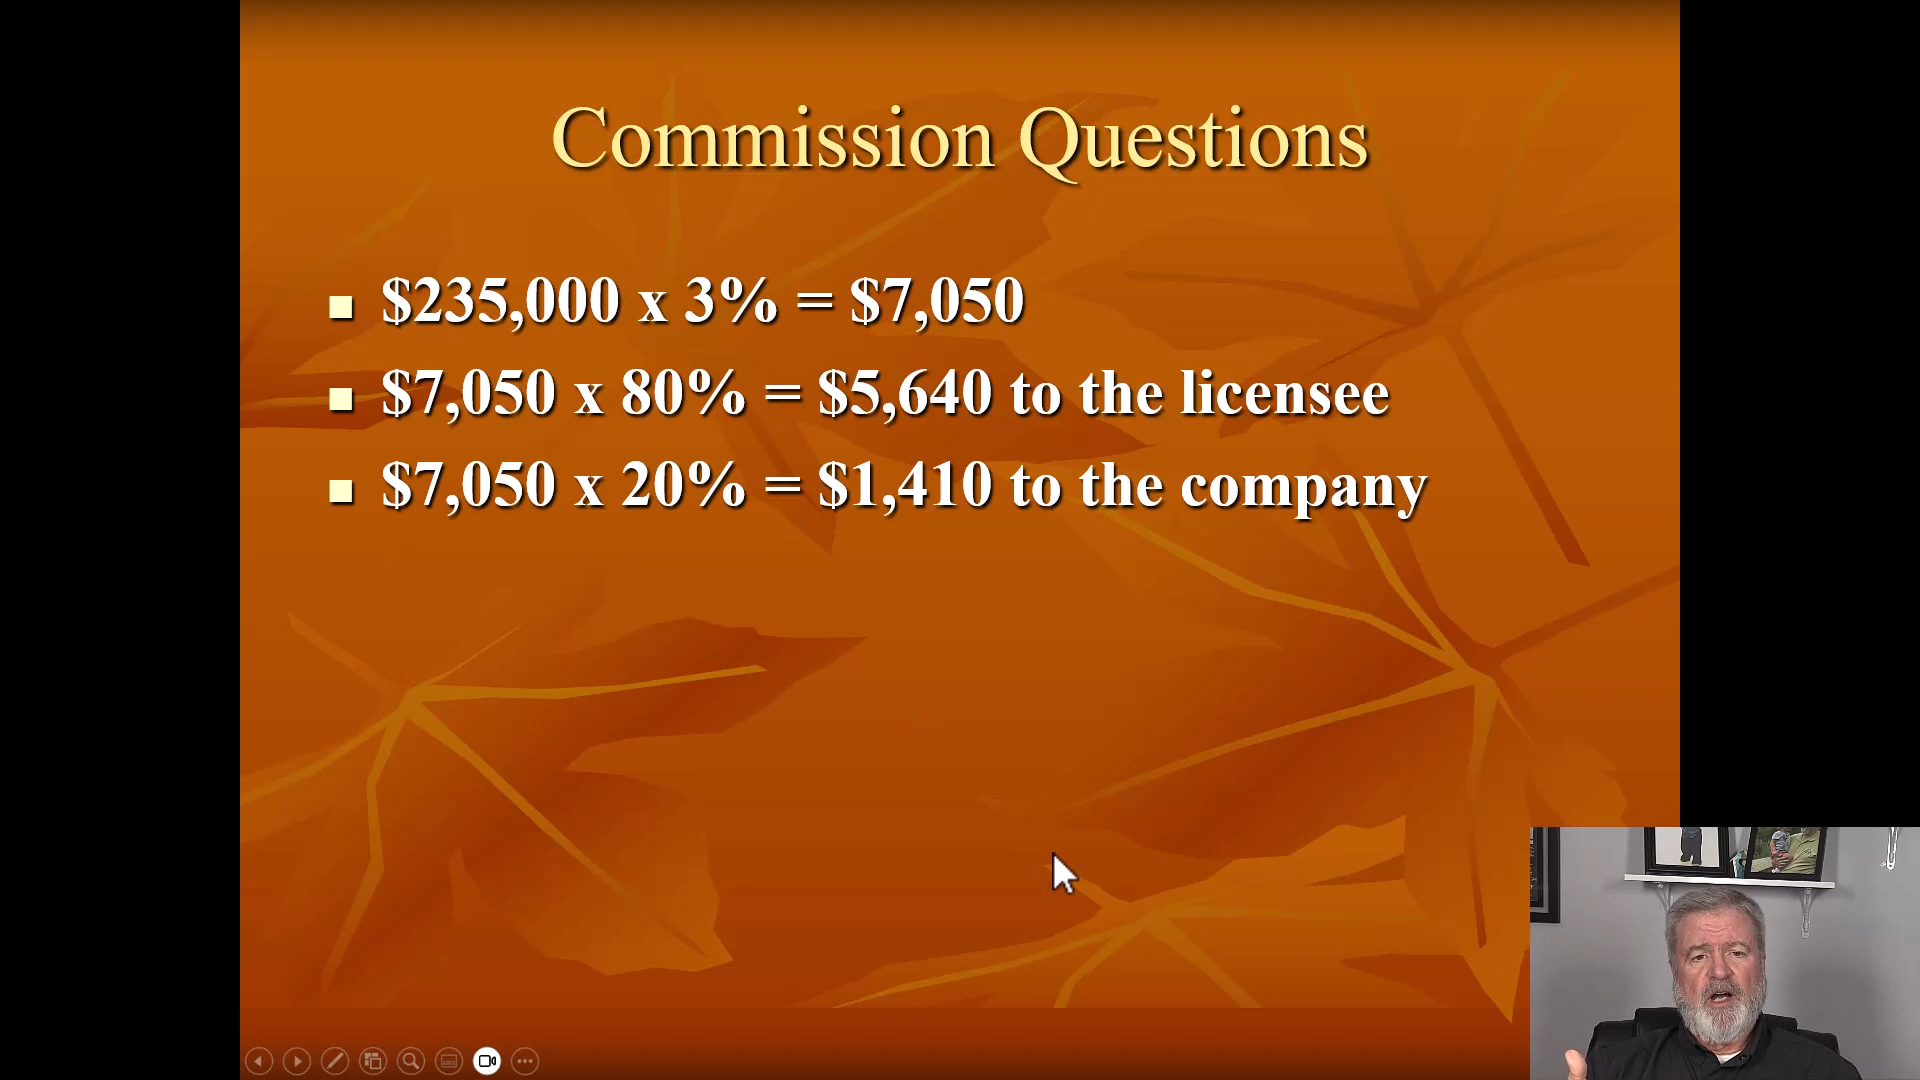 Commission Questions
$235,000 x 3% = $7,050
$7,050 x 80% = $5,640 to the licensee
$7,050 x 20% = $1,410 to the company